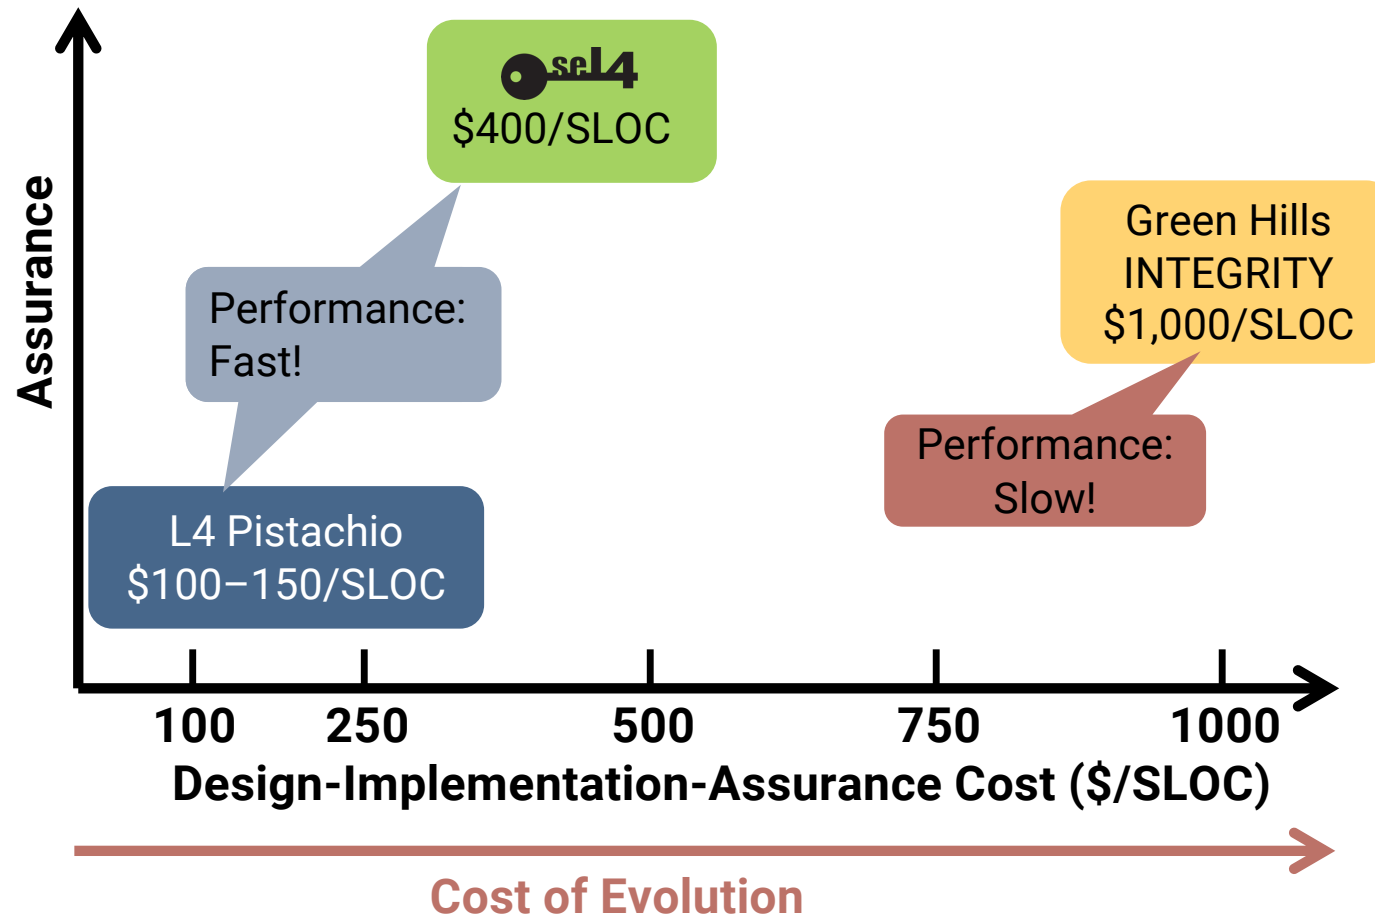 seL4
$400/SLOC
Green Hills
INTEGRITY
$1,000/SLOC
Performance:
Fast!
Performance:
Slow!
L4 Pistachio
$100–150/SLOC
Assurance
100 250 500 750 1000
Design-Implementation-Assurance Cost ($/SLOC)
Cost of Evolution